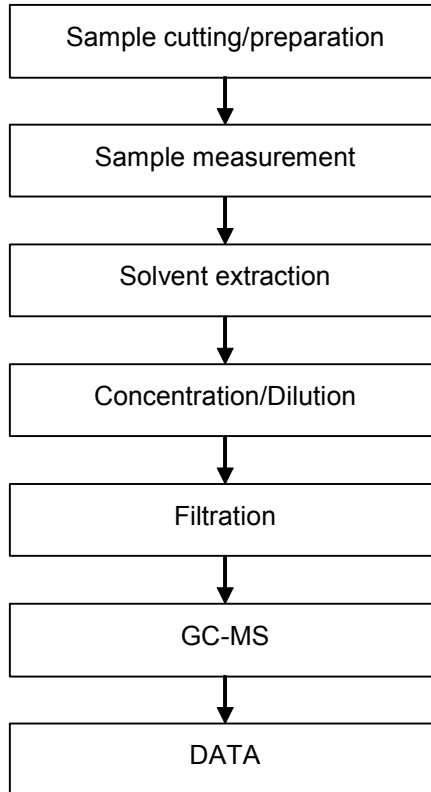 Sample cutting/preparation
Sample measurement
Solvent extraction
Concentration/Dilution
Filtration
GC-MS
DATA